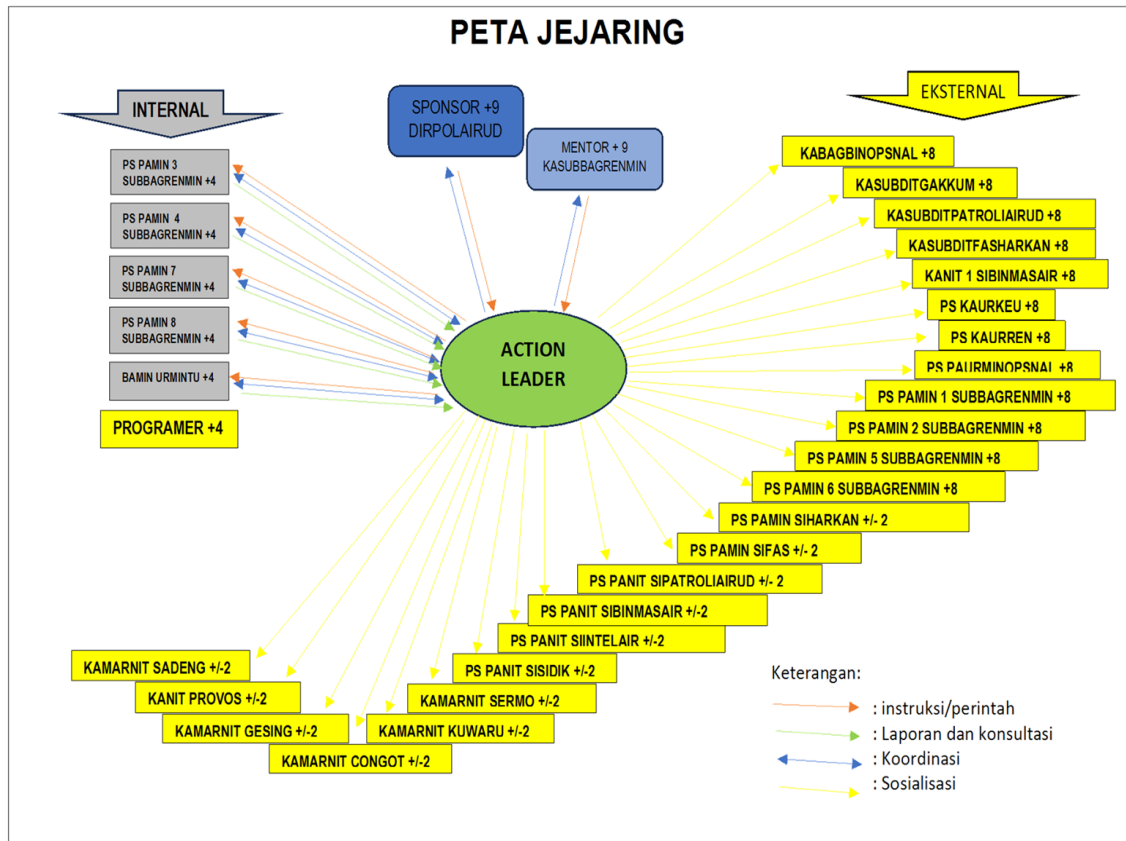 PETA JEJARING
INTERNAL
PS PAMIN 3
SUBBAGRENMIN +4
PS PAMIN  4
SUBBAGRENMIN +4
PS PAMIN 7
SUBBAGRENMIN +4
PS PAMIN 8
SUBBAGRENMIN +4
BAMIN URMINTU +4
PROGRAMER +4
SPONSOR +9
DIRPOLAIRUD
MENTOR + 9
KASUBBAGRENMIN
ACTION
LEADER
EKSTERNAL
KABAGBINOPSNAL +8
KASUBDITGAKKUM +8
KASUBDITPATROLIAIRUD +8
KASUBDITFASHARKAN +8
KANIT 1 SIBINMASAIR +8
PS KAURKEU +8
PS KAURREN +8
PS PAURMINOPSNAL +8
PS PAMIN 1 SUBBAGRENMIN +8
PS PAMIN 2 SUBBAGRENMIN +8
PS PAMIN 5 SUBBAGRENMIN +8
PS PAMIN 6 SUBBAGRENMIN +8
PS PAMIN SIHARKAN +/- 2
PS PAMIN SIFAS +/- 2
PS PANIT SIPATROLIAIRUD +/- 2
PS PANIT SIBINMASAIR +/-2
PS PANIT SIINTELAIR +/-2
PS PANIT SISIDIK +/-2
KAMARNIT SERMO +/-2
KAMARNIT KUWARU +/-2
KAMARNIT SADENG +/-2
KANIT PROVOS +/-2
KAMARNIT GESING +/-2
KAMARNIT CONGOT +/-2
Keterangan:
: instruksi/perintah
: Laporan dan konsultasi
: Koordinasi
: Sosialisasi